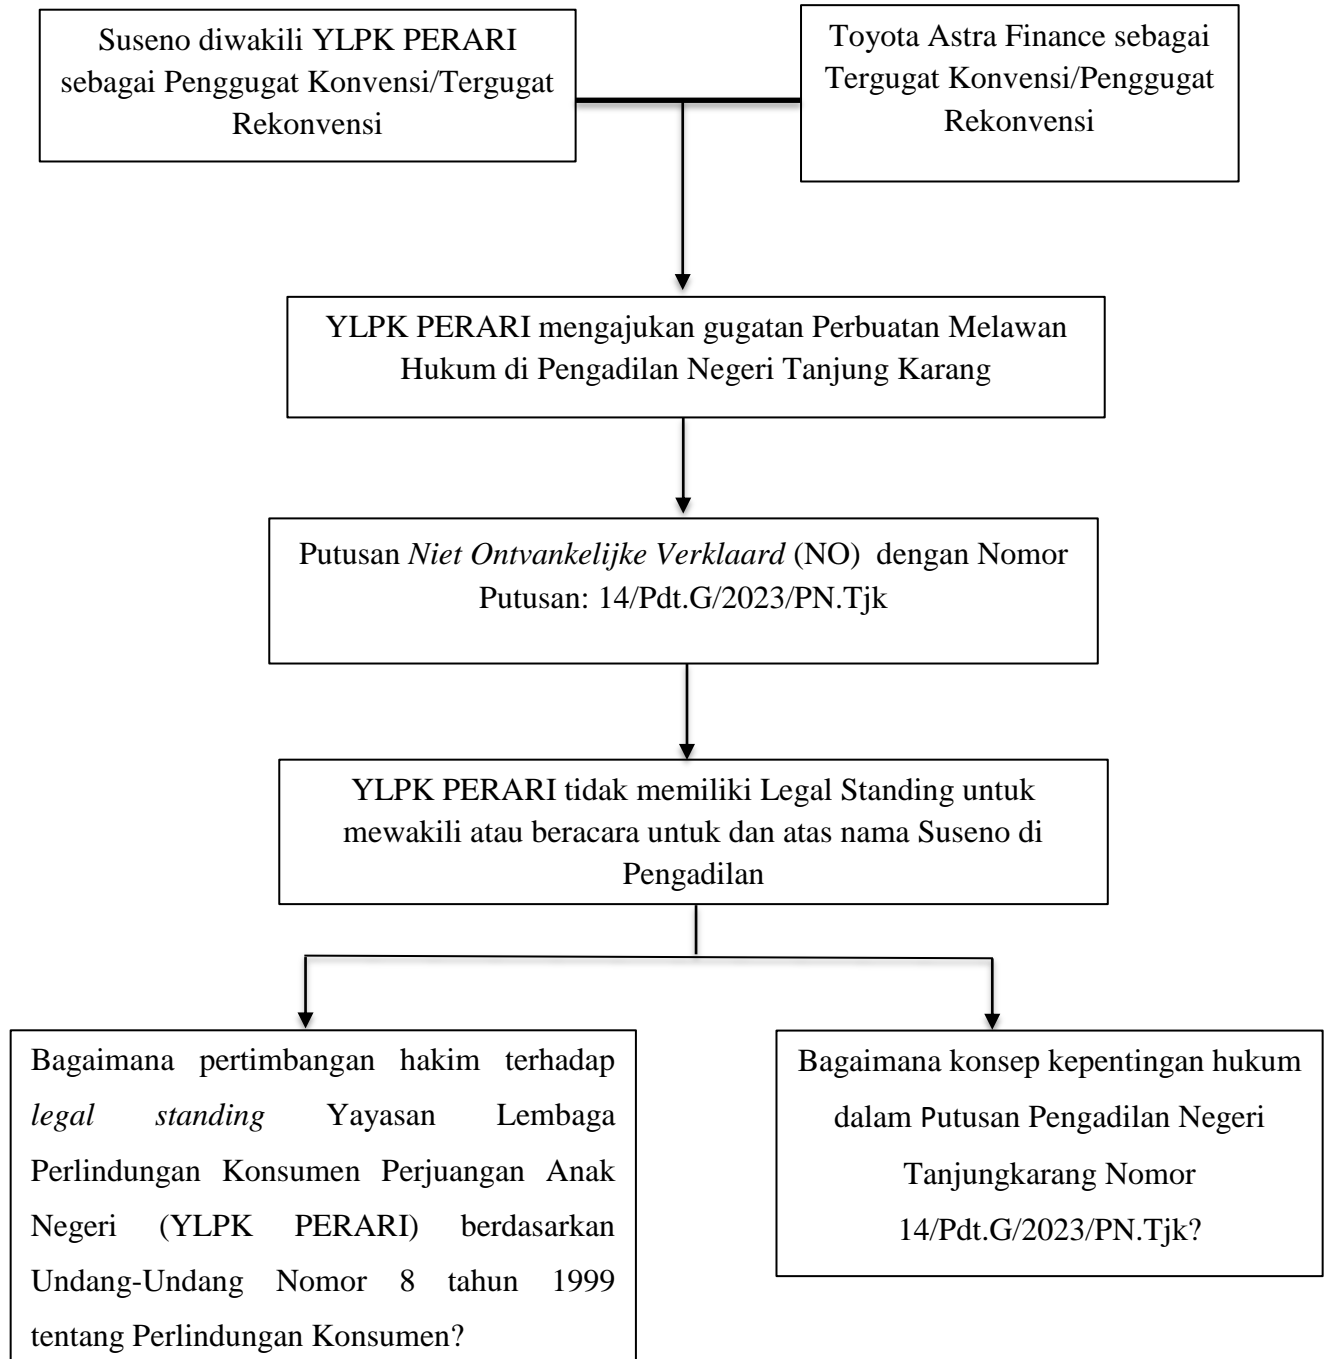 Suseno diwakili YLPK PERARI
sebagai Penggugat Konvensi/Tergugat
Rekonvensi
Toyota Astra Finance sebagai
Tergugat Konvensi/Penggugat
Rekonvensi
YLPK PERARI mengajukan gugatan Perbuatan Melawan
Hukum di Pengadilan Negeri Tanjung Karang
Putusan Niet Ontvankelijke Verklaard (NO) dengan Nomor
Putusan: 14/Pdt.G/2023/PN.Tjk
YLPK PERARI tidak memiliki Legal Standing untuk
mewakili atau beracara untuk dan atas nama Suseno di
Pengadilan
Bagaimana pertimbangan hakim terhadap
legal standing Yayasan Lembaga
Perlindungan Konsumen Perjuangan Anak
Negeri (YLPK PERARI) berdasarkan
Undang-Undang Nomor 8 tahun 1999
tentang Perlindungan Konsumen?
Bagaimana konsep kepentingan hukum
dalam Putusan Pengadilan Negeri
Tanjungkarang Nomor
14/Pdt.G/2023/PN.Tjk?